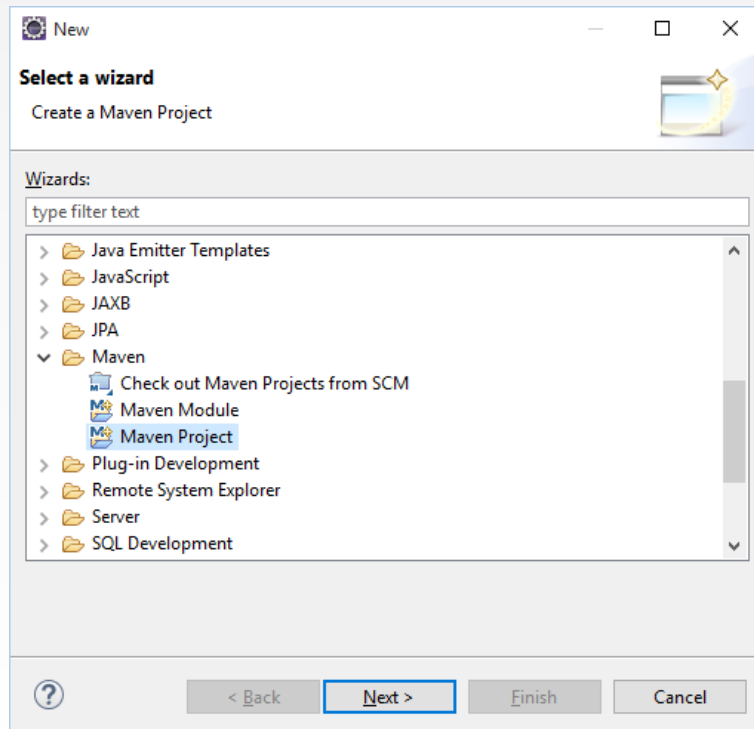 New
Select a wizard
Create a Maven Project
Wizards:
type filter text
Java Emitter Templates
JavaScript
JAXB
JPA
Maven
Check out Maven Projects from SCM
Maven Module
Maven Project
Plug-in Development
Remote System Explorer
Server
SQL Development
? < Back Next > Finish Cancel